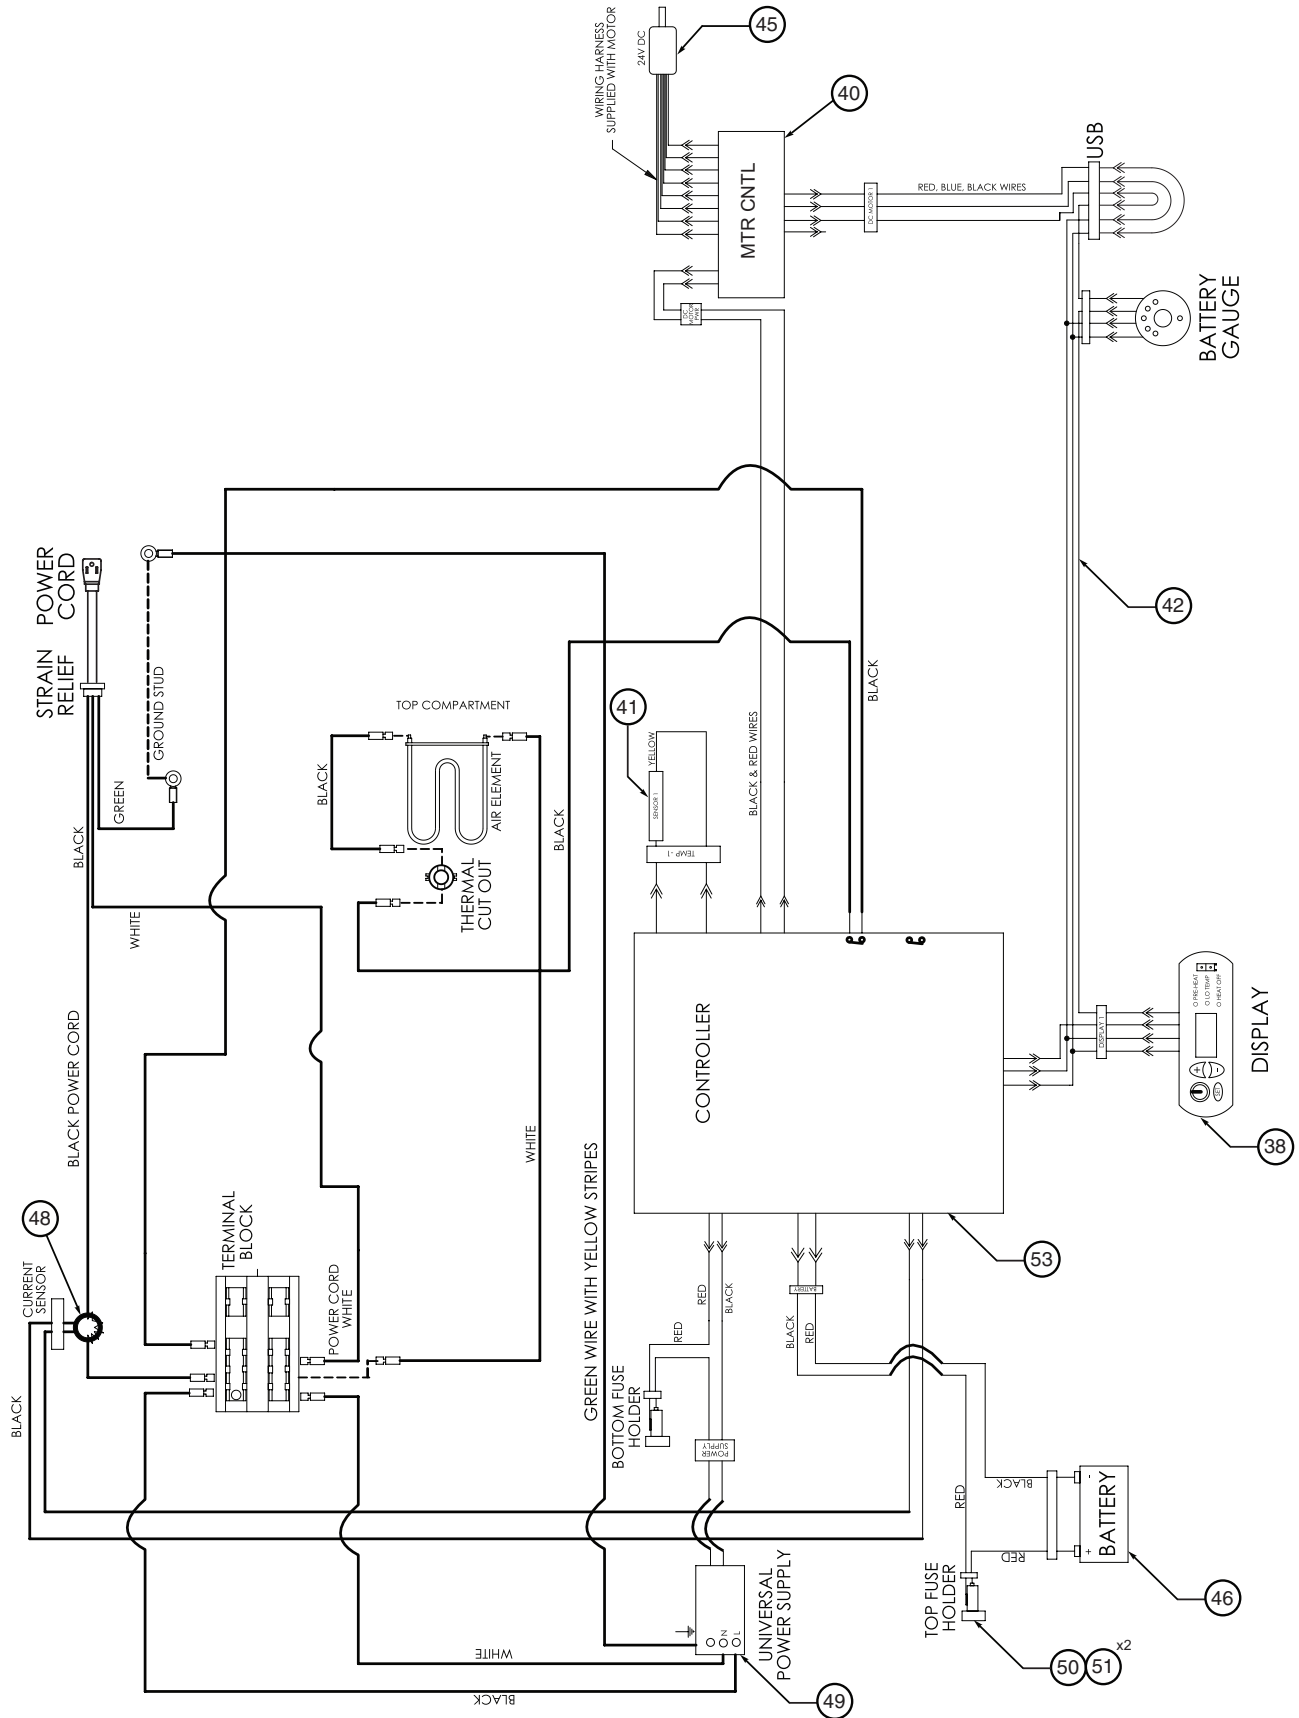 45
24V DC
WIRING HARNESS
SUPPLIED WITH MOTOR
40
MTR CNTL
USB
DC MOTOR 1
RED, BLUE, BLACK WIRES
DC
MOTOR
PWR
BATTERY
GAUGE
42
STRAIN
RELIEF
POWER
CORD
GROUND STUD
GREEN
BLACK
WHITE
TOP COMPARTMENT
BLACK
AIR ELEMENT
BLACK
THERMAL
CUT OUT
41
SENSOR 1
YELLOW
TEMP -1
BLACK & RED WIRES
BLACK
CONTROLLER
53
DISPLAY 1
PRE-HEAT
LO TEMP
HEAT OFF
+
-
SET
DISPLAY
38
BLACK POWER CORD
WHITE
48
CURRENT
SENSOR
TERMINAL
BLOCK
POWER CORD
WHITE
BLACK
GREEN WIRE WITH YELLOW STRIPES
RED
BLACK
RED
BOTTOM FUSE
HOLDER
POWER
SUPPLY
BATTERY
BLACK
RED
RED
BLACK
RED
+
-
BATTERY
46
TOP FUSE
HOLDER
50
51
x2
N
L
UNIVERSAL
POWER SUPPLY
49
WHITE
BLACK